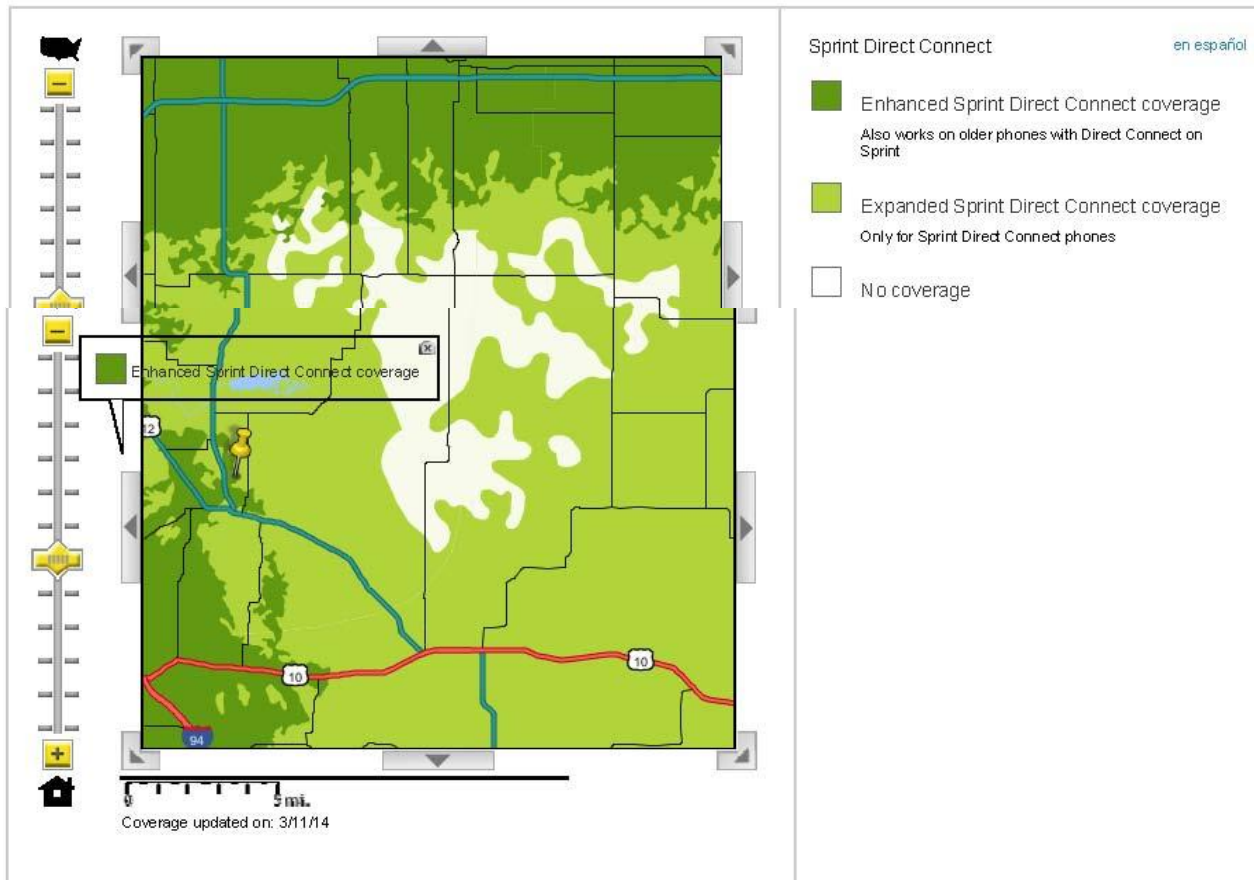 Sprint Direct Connect
en español
Enhanced Sprint Direct Connect coverage
Also works on older phones with Direct Connect on
Sprint
Expanded Sprint Direct Connect coverage
Only for Sprint Direct Connect phones
No coverage
Enhanced Sprint Direct Connect coverage
12
10
10
94
0
5 mi.
Coverage updated on: 3/11/14